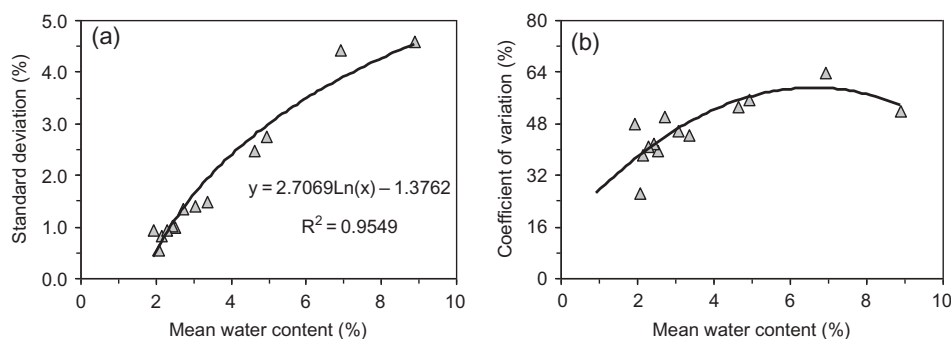 (a)
Standard deviation (%)
5.0
4.0
3.0
2.0
1.0
0.0
y = 2.7069Ln(x) – 1.3762
R² = 0.9549
0 2 4 6 8 10
Mean water content (%)
(b)
Coefficient of variation (%)
80
64
48
32
16
0
0 2 4 6 8 10
Mean water content (%)